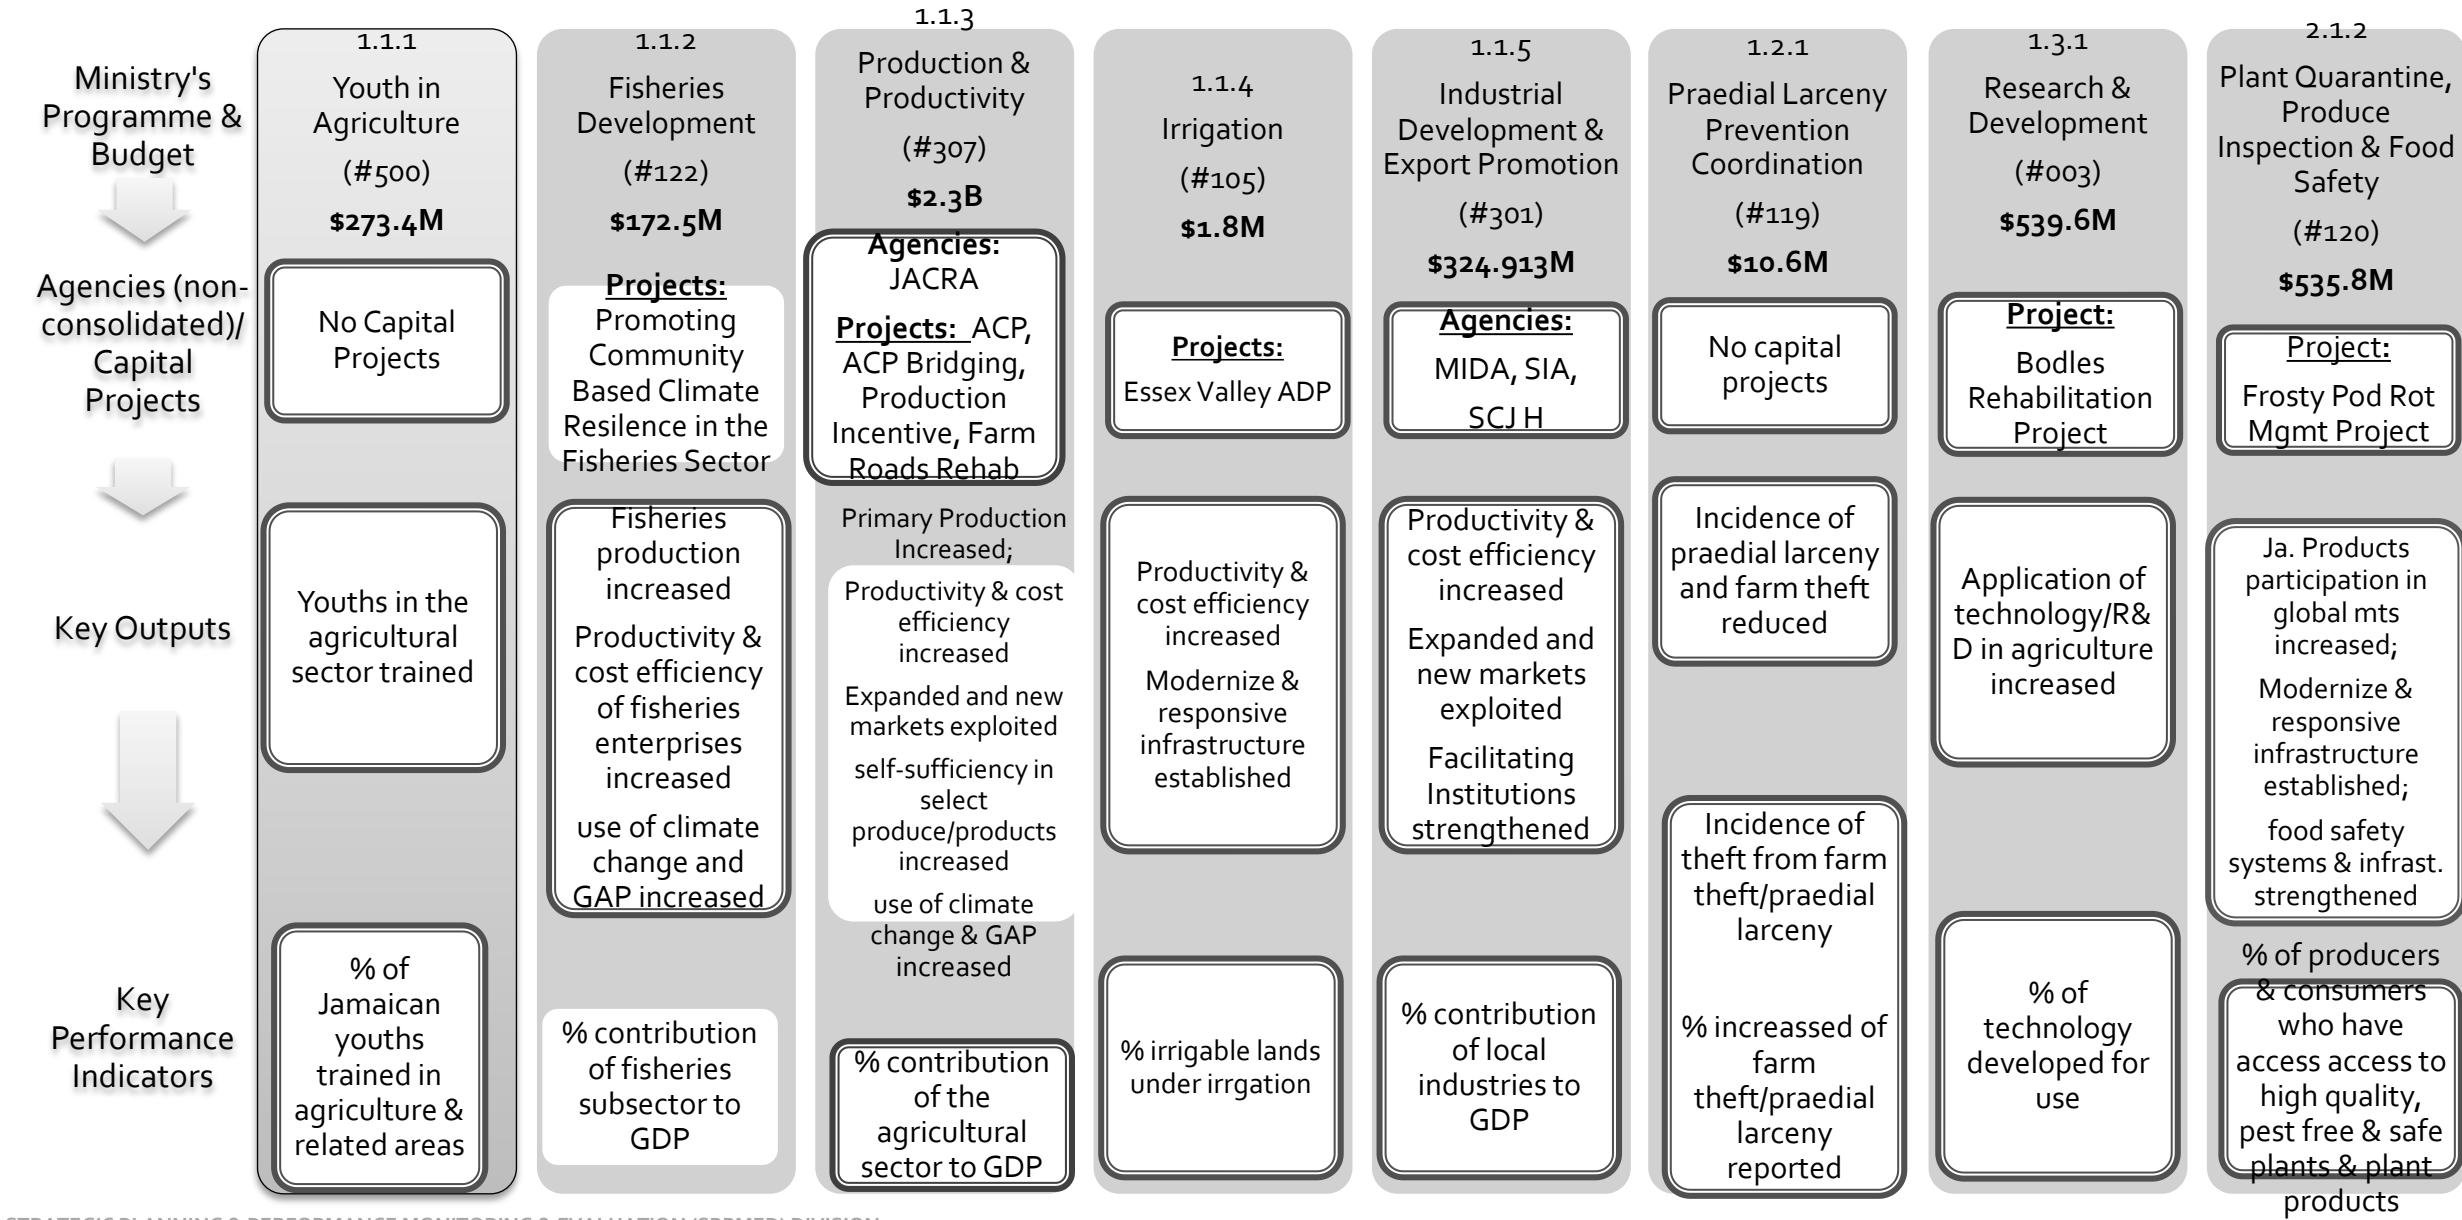 Ministry's
Programme &
Budget
Agencies (non-
consolidated)/
Capital
Projects
Key Outputs
Key
Performance
Indicators
1.1.1
Youth in
Agriculture
(#500)
$273.4M
No Capital
Projects
Youths in the
agricultural
sector trained
% of
Jamaican
youths
trained in
agriculture &
related areas
1.1.2
Fisheries
Development
(#122)
$172.5M
Projects:
Promoting
Community
Based Climate
Resilence in the
Fisheries Sector
Fisheries
production
increased
Productivity &
cost efficiency
of fisheries
enterprises
increased
use of climate
change and
GAP increased
% contribution
of fisheries
subsector to
GDP
1.1.3
Production &
Productivity
(#307)
$2.3B
Agencies:
JACRA
Projects: ACP,
ACP Bridging,
Production
Incentive, Farm
Roads Rehab
Primary Production
Increased;
Productivity & cost
efficiency
increased
Expanded and new
markets exploited
self-sufficiency in
select
produce/products
increased
use of climate
change & GAP
increased
% contribution
of the
agricultural
sector to GDP
1.1.4
Irrigation
(#105)
$1.8M
Projects:
Essex Valley ADP
Productivity &
cost efficiency
increased
Modernize &
responsive
infrastructure
established
% irrigable lands
under irrgation
1.1.5
Industrial
Development &
Export Promotion
(#301)
$324.913M
Agencies:
MIDA, SIA,
SCJ H
Productivity &
cost efficiency
increased
Expanded and
new markets
exploited
Facilitating
Institutions
strengthened
% contribution
of local
industries to
GDP
1.2.1
Praedial Larceny
Prevention
Coordination
(#119)
$10.6M
No capital
projects
Incidence of
praedial larceny
and farm theft
reduced
Incidence of
theft from farm
theft/praedial
larceny
% increassed of
farm
theft/praedial
larceny
reported
1.3.1
Research &
Development
(#003)
$539.6M
Project:
Bodles
Rehabilitation
Project
Application of
technology/R&
D in agriculture
increased
% of
technology
developed for
use
2.1.2
Plant Quarantine,
Produce
Inspection & Food
Safety
(#120)
$535.8M
Project:
Frosty Pod Rot
Mgmt Project
Ja. Products
participation in
global mts
increased;
Modernize &
responsive
infrastructure
established;
food safety
systems & infrast.
strengthened
% of producers
& consumers
who have
access access to
high quality,
pest free & safe
plants & plant
products
STRATEGIC PLANNING & PERFORMANCE MONITORING & EVALUATION (SPPMED) DIVISION